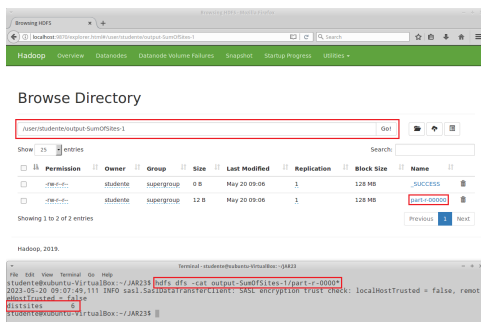 Browsing HDFS - Mozilla Firefox
Browsing HDFS × +
localhost:9870/explorer.html#/user/studente/output-SumOfSites-1 Search
Hadoop Overview Datanodes Datanode Volume Failures Snapshot Startup Progress Utilities
Browse Directory
/user/studente/output-SumOfSites-1 Go!
Show 25 entries Search:
Permission Owner Group Size Last Modified Replication Block Size Name
-rw-r--r-- studente supergroup 0 B May 20 09:06 1 128 MB _SUCCESS
-rw-r--r-- studente supergroup 12 B May 20 09:06 1 128 MB part-r-00000
Showing 1 to 2 of 2 entries Previous 1 Next
Hadoop, 2019.
Terminal - studente@xubuntu-VirtualBox: ~/JAR23
File Edit View Terminal Go Help
studente@xubuntu-VirtualBox:~/JAR23$ hdfs dfs -cat output-SumOfSites-1/part-r-0000*
2023-05-20 09:07:49,111 INFO sasl.SaslDataTransferClient: SASL encryption trust check: localHostTrusted = false, remot
eHostTrusted = false
distsites 6
studente@xubuntu-VirtualBox:~/JAR23$